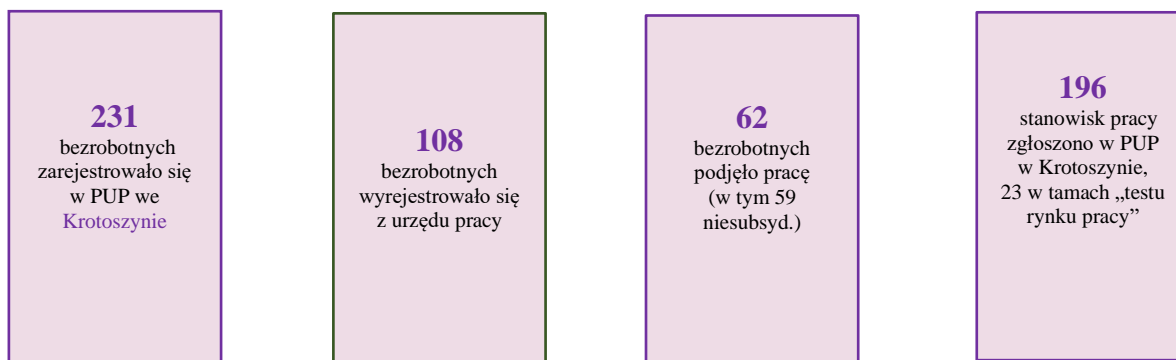 231
bezrobotnych
zarejestrowało się
w PUP we
Krotoszynie
108
bezrobotnych
wyrejestrowało się
z urzędu pracy
62
bezrobotnych
podjęło pracę
(w tym 59
niesubsyd.)
196
stanowisk pracy
zgłoszono w PUP
w Krotoszynie,
23 w tamach „testu
rynku pracy”